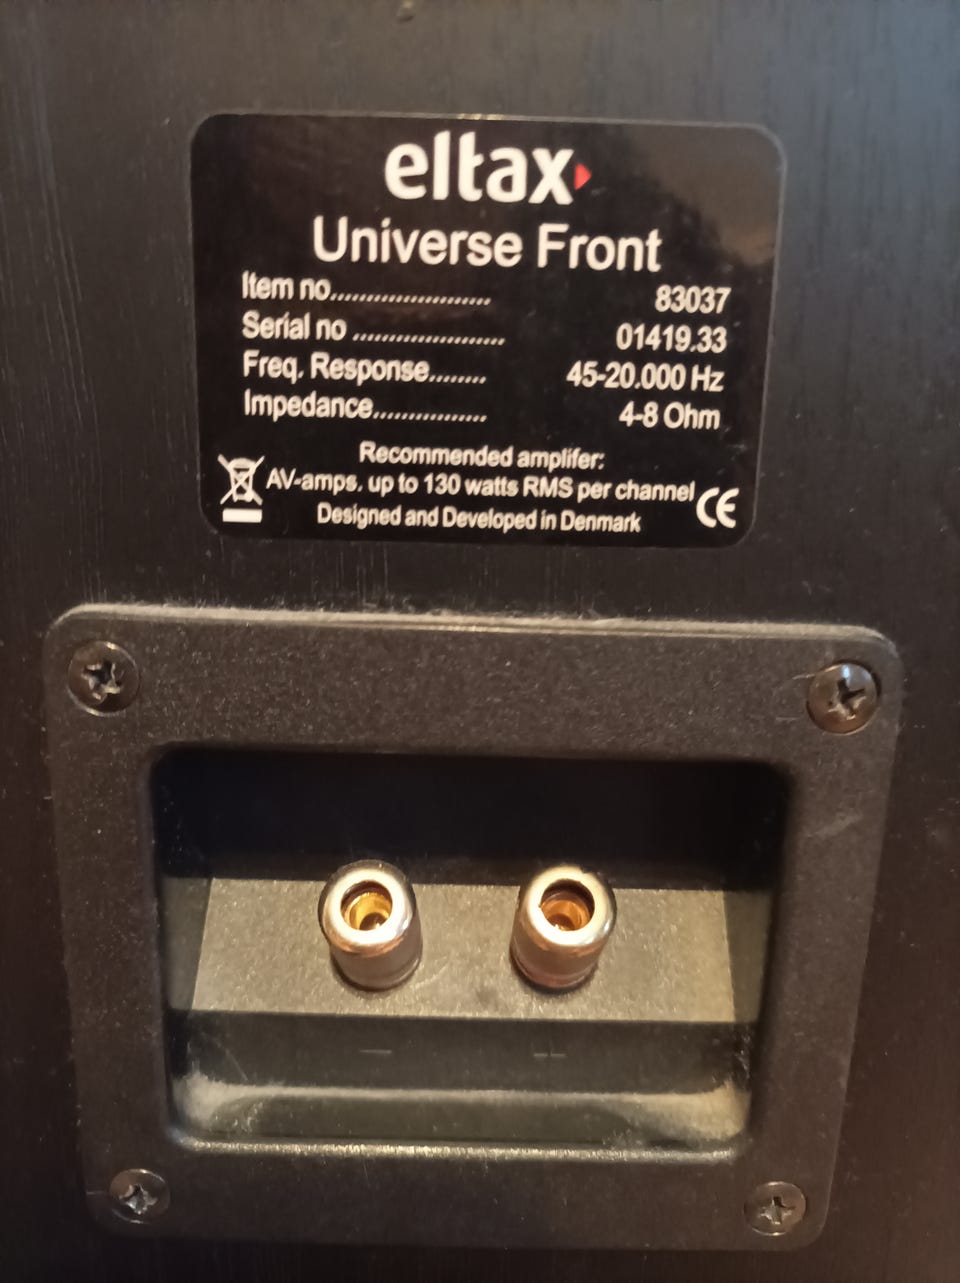 eltax
Universe Front
Item no...................... 83037
Serial no ..................... 01419.33
Freq. Response........ 45-20.000 Hz
Impedance............... 4-8 Ohm
Recommended amplifer:
AV-amps. up to 130 watts RMS per channel
CE
Designed and Developed in Denmark